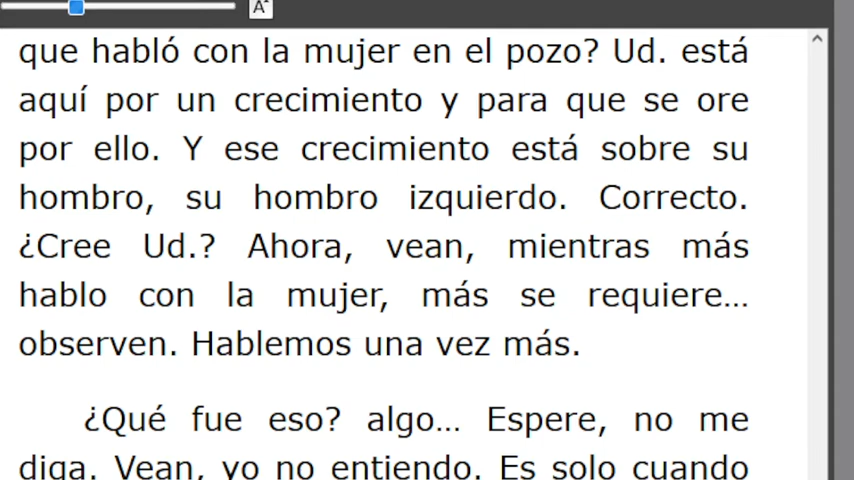 A
que habló con la mujer en el pozo? Ud. está
aquí por un crecimiento y para que se ore
por ello. Y ese crecimiento está sobre su
hombro, su hombro izquierdo. Correcto.
¿Cree Ud.? Ahora, vean, mientras más
hablo con la mujer, más se requiere...
observen. Hablemos una vez más.
¿Qué fue eso? algo... Espere, no me
diga. Vean, yo no entiendo. Es solo cuando